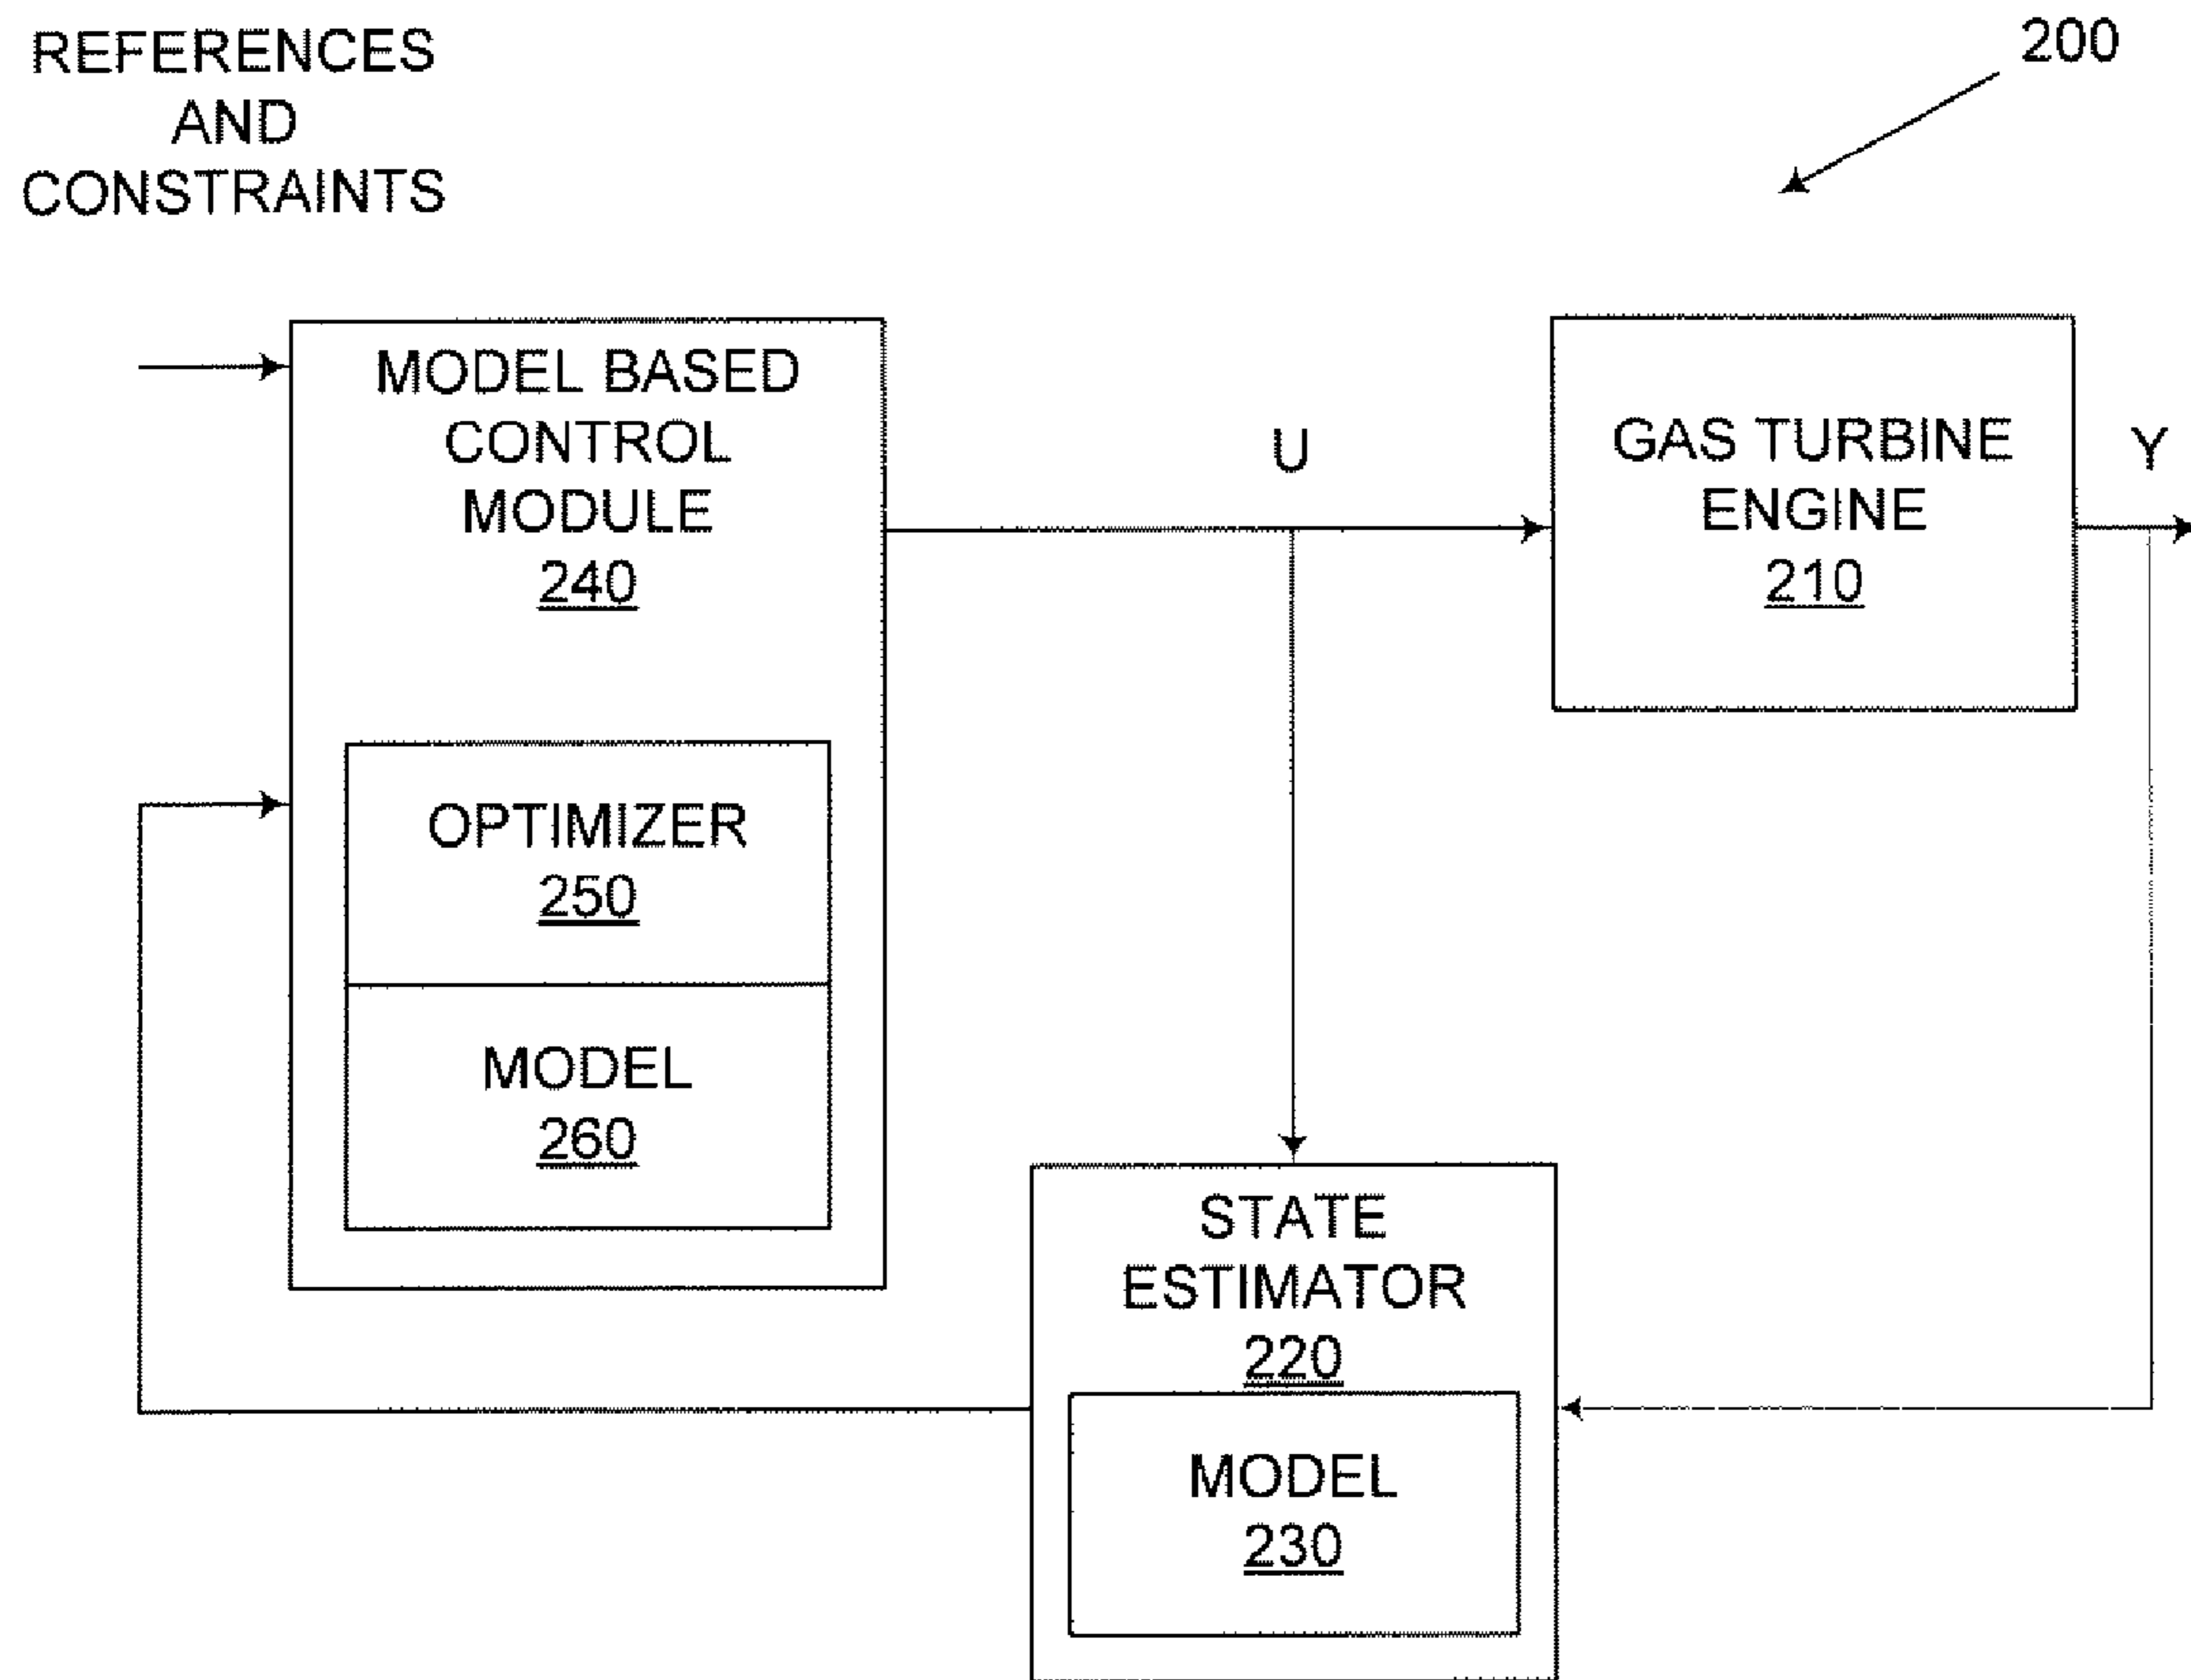 REFERENCES
AND
CONSTRAINTS
200
MODEL BASED
CONTROL
MODULE
240
U
GAS TURBINE
ENGINE
210
Y
OPTIMIZER
250
MODEL
260
STATE
ESTIMATOR
220
MODEL
230